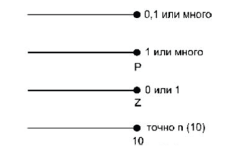 0,1 или много
1 или много
P
0 или 1
Z
точно n (10)
10